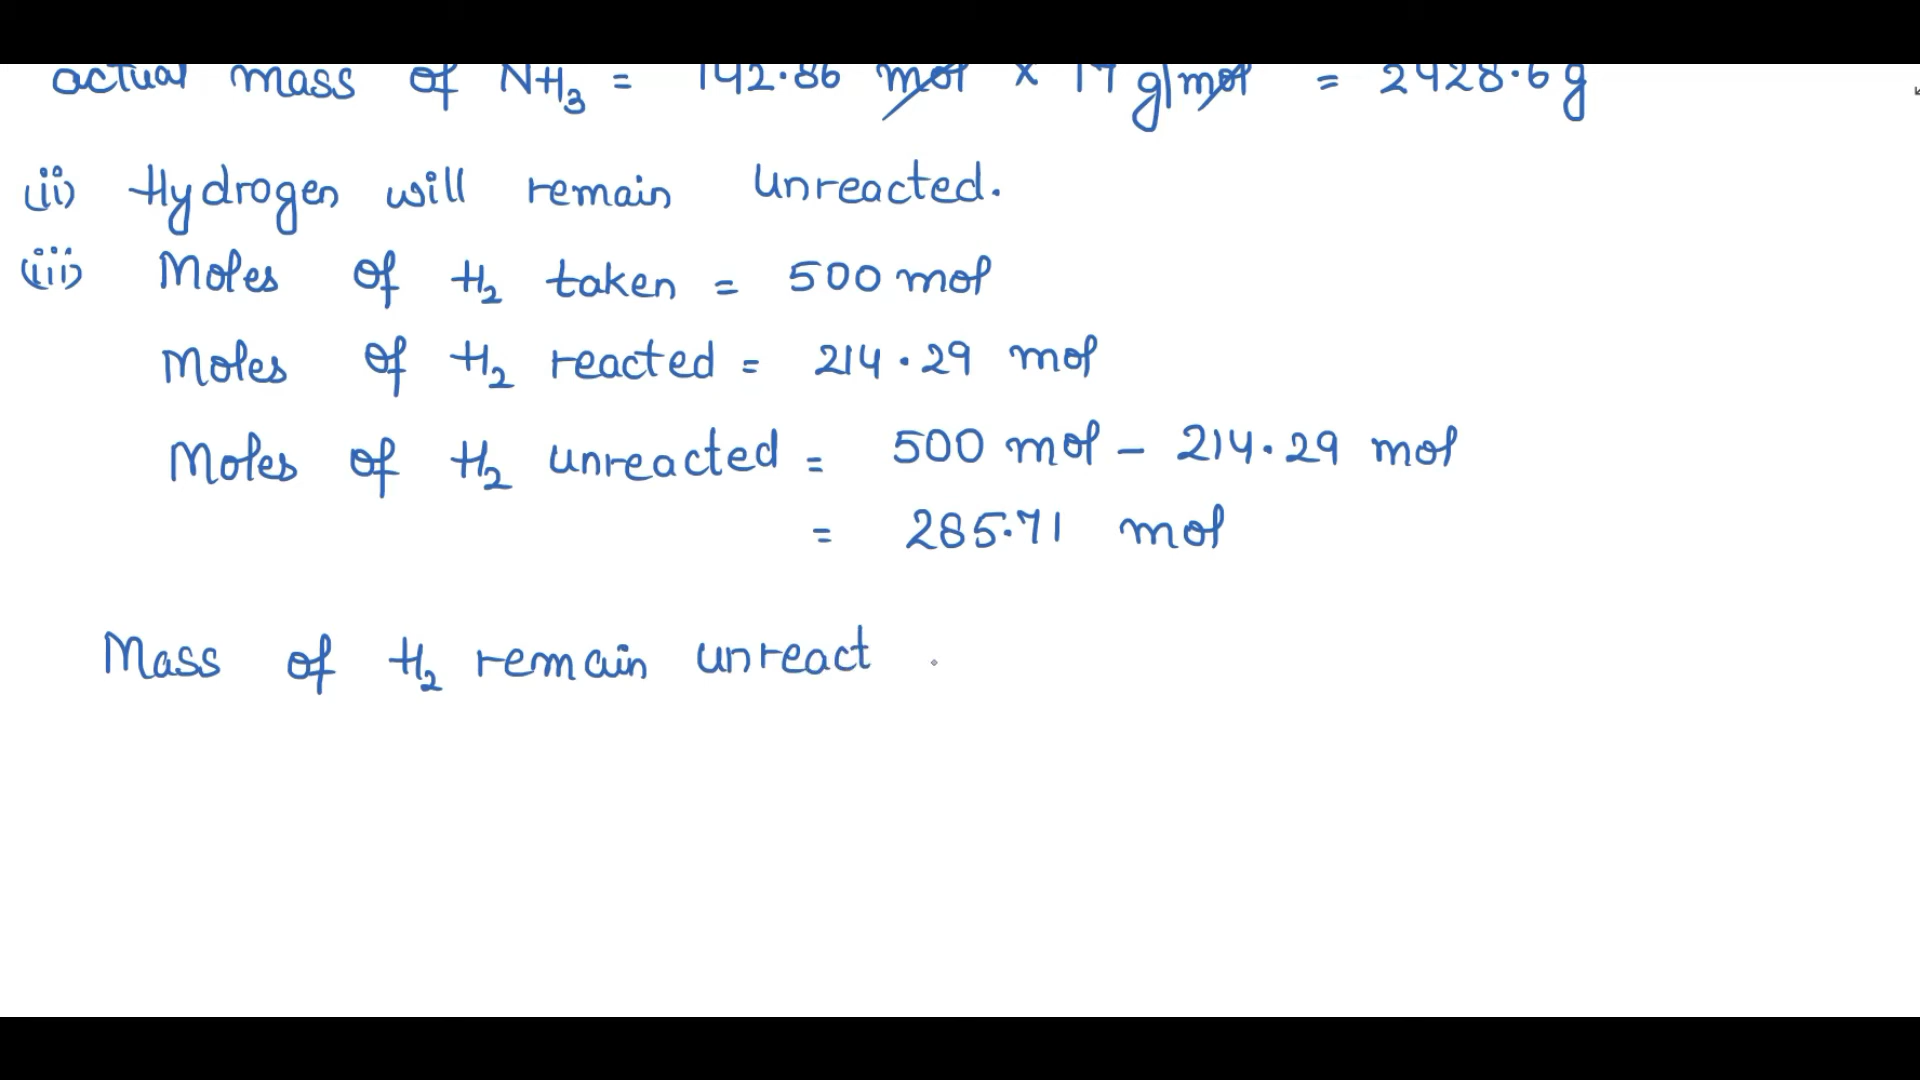 actual mass of NH₃ = 142.86 mol × 17 g/mol = 2428.6 g
(ii) Hydrogen will remain unreacted.
(iii) Moles of H₂ taken = 500 mol
Moles of H₂ reacted = 214.29 mol
Moles of H₂ unreacted = 500 mol - 214.29 mol
= 285.71 mol
Mass of H₂ remain unreact